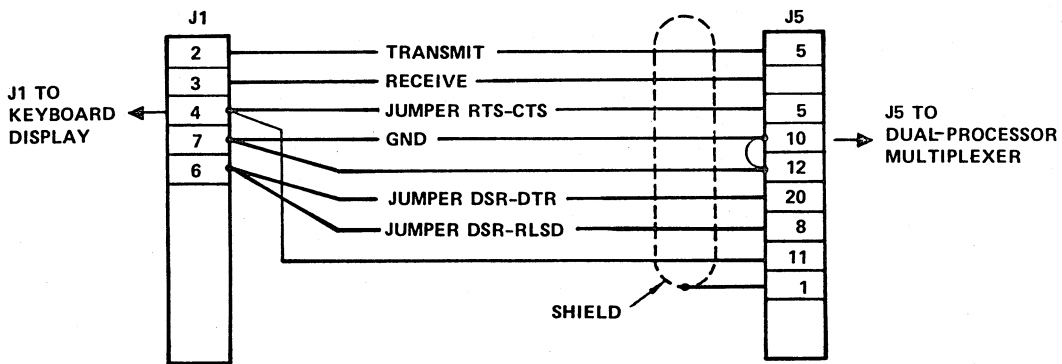 J1
J5
2
TRANSMIT
5
3
RECEIVE
4
JUMPER RTS-CTS
5
7
GND
10
12
6
JUMPER DSR-DTR
20
JUMPER DSR-RLSD
8
11
1
J1 TO
KEYBOARD
DISPLAY
J5 TO
DUAL-PROCESSOR
MULTIPLEXER
SHIELD